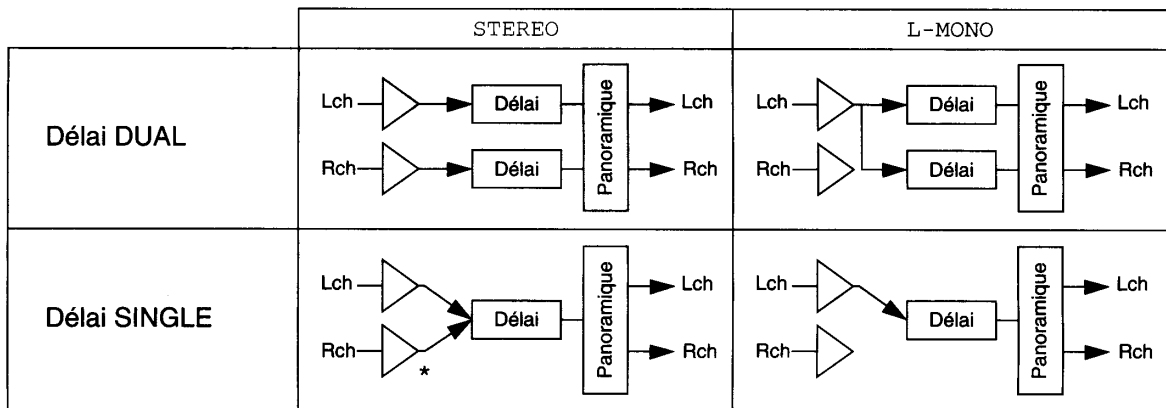 STEREO L-MONO
Délai DUAL
Lch Délai Panoramique Lch
Rch Délai Rch
Lch Délai Panoramique Lch
Rch Délai Rch
Délai SINGLE
Lch Délai Panoramique Lch
Rch * Rch
Lch Délai Panoramique Lch
Rch Rch